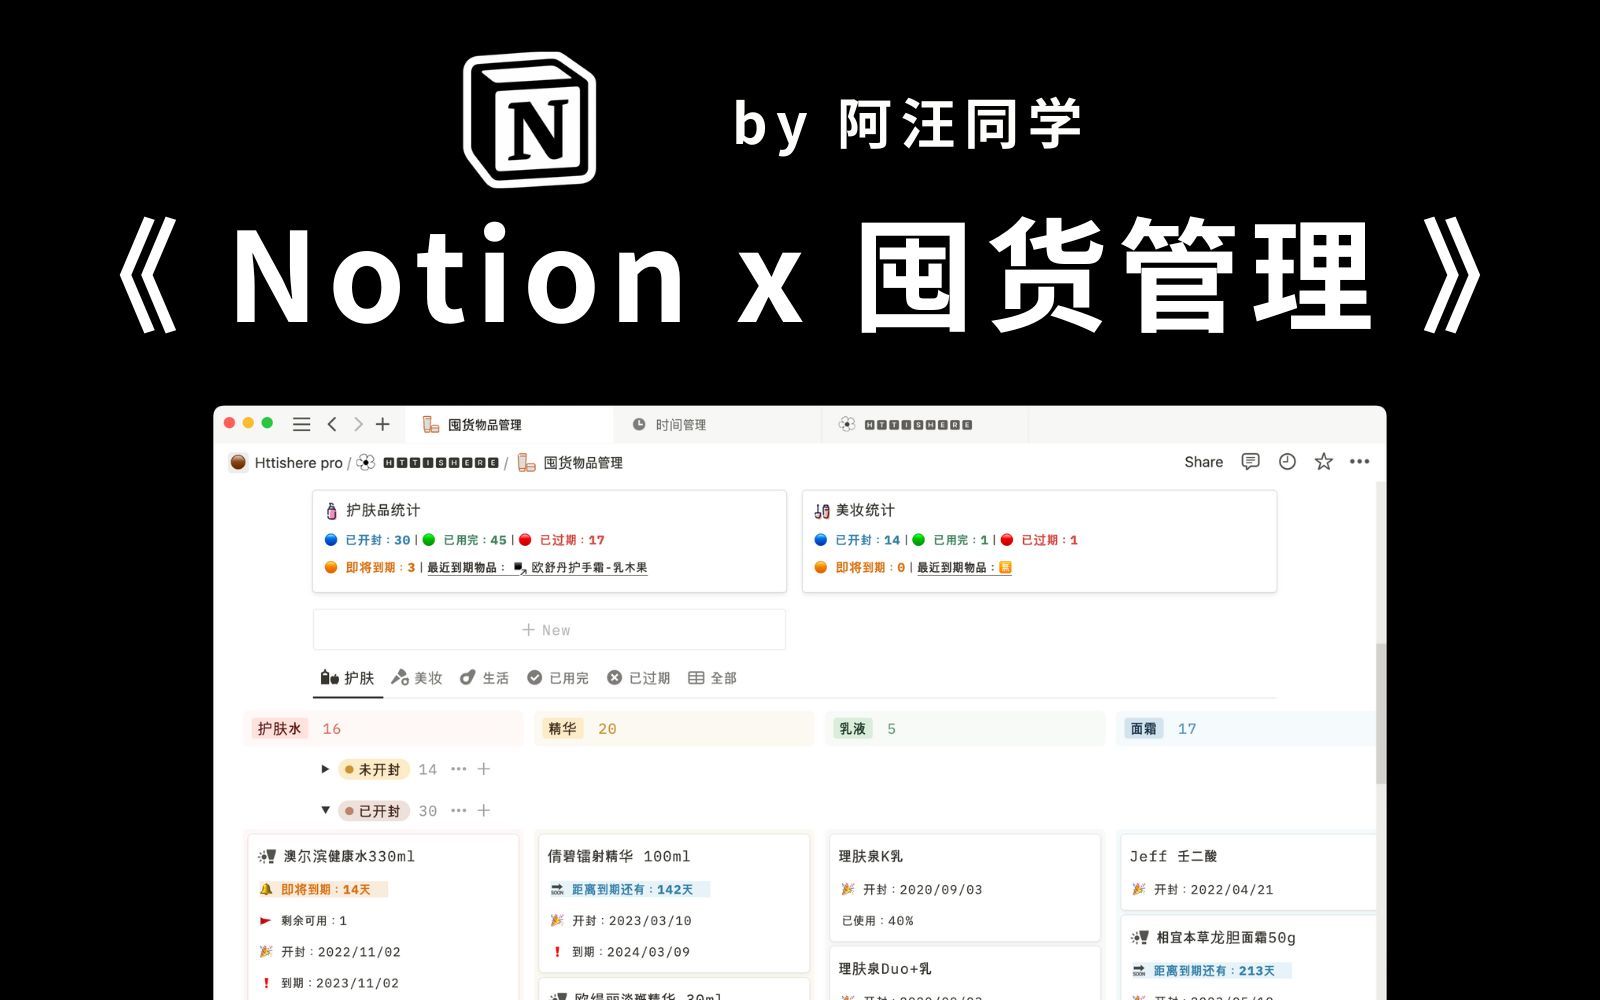 N
by 阿汪同学
《 Notion x 囤货管理 》
囤货物品管理
时间管理
HTTISHERE
Httishere pro / HTTISHERE / 囤货物品管理
Share
护肤品统计
已开封：30 | 已用完：45 | 已过期：17
即将到期：3 | 最近到期物品： 欧舒丹护手霜-乳木果
美妆统计
已开封：14 | 已用完：1 | 已过期：1
即将到期：0 | 最近到期物品：
+ New
护肤 美妆 生活 已用完 已过期 全部
护肤水 16
精华 20
乳液 5
面霜 17
未开封 14 ••• +
已开封 30 ••• +
澳尔滨健康水330ml
即将到期：14天
剩余可用：1
开封：2022/11/02
到期：2023/11/02
倩碧镭射精华 100ml
SOON 距离到期还有：142天
开封：2023/03/10
到期：2024/03/09
欧缇丽淡斑精华 30ml
理肤泉K乳
开封：2020/09/03
已使用：40%
理肤泉Duo+乳
Jeff 壬二酸
开封：2022/04/21
相宜本草龙胆面霜50g
SOON 距离到期还有：213天